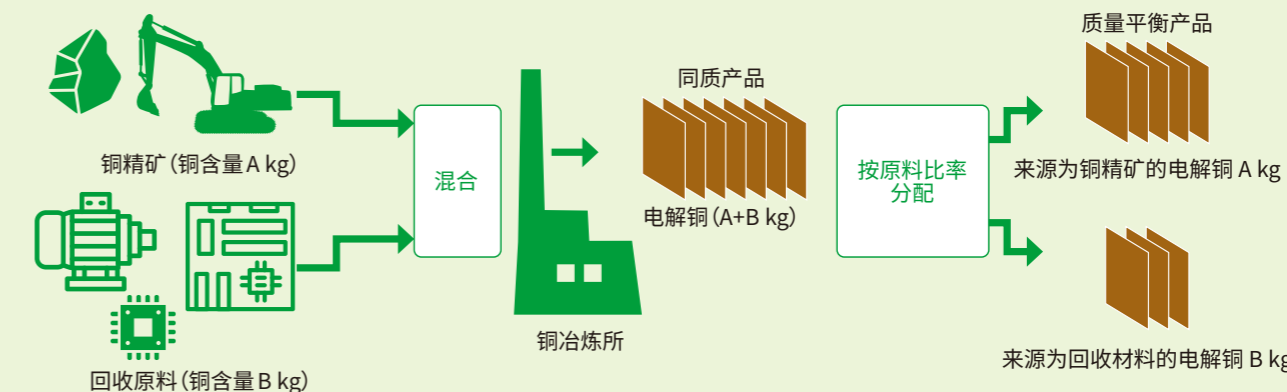 铜精矿（铜含量A kg）
回收原料（铜含量B kg）
混合
铜冶炼所
同质产品
电解铜（A+B kg）
按原料比率
分配
质量平衡产品
来源为铜精矿的电解铜 A kg
来源为回收材料的电解铜 B kg